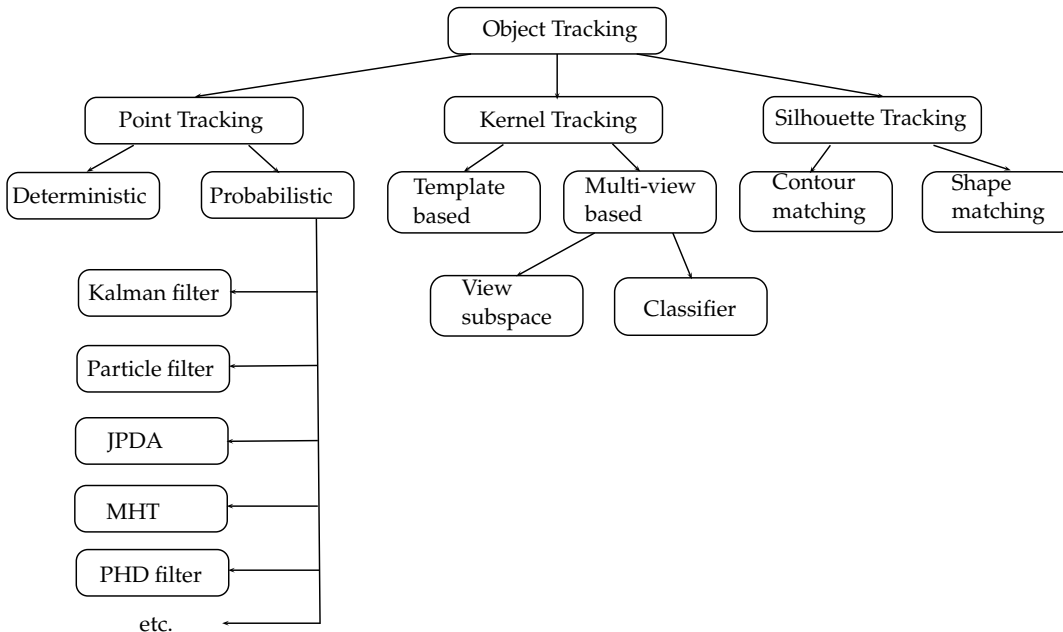 Object Tracking
Point Tracking
Kernel Tracking
Silhouette Tracking
Deterministic
Probabilistic
Template
based
Multi-view
based
Contour
matching
Shape
matching
View
subspace
Classifier
Kalman filter
Particle filter
JPDA
MHT
PHD filter
etc.